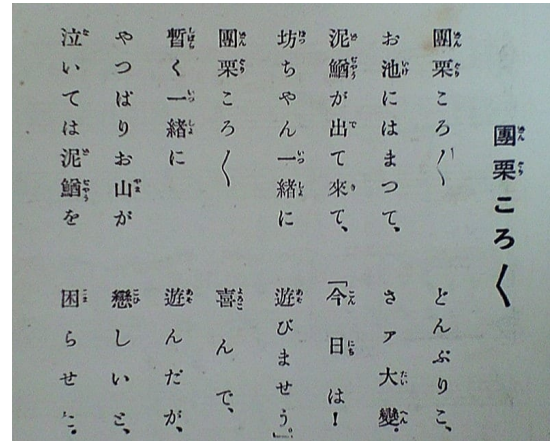 團栗ころ〱
團栗ころ〲 どんぶりこ、
お池にはまつて、 さア大變。
泥鰌が出て來て、 「今日は！
坊ちやん一緒に 遊びませう。」
團栗ころ〱 喜んで、
暫く一緒に 遊んだが、
やつばりお山が 戀しいと、
泣いては泥鰌を 困らせた。